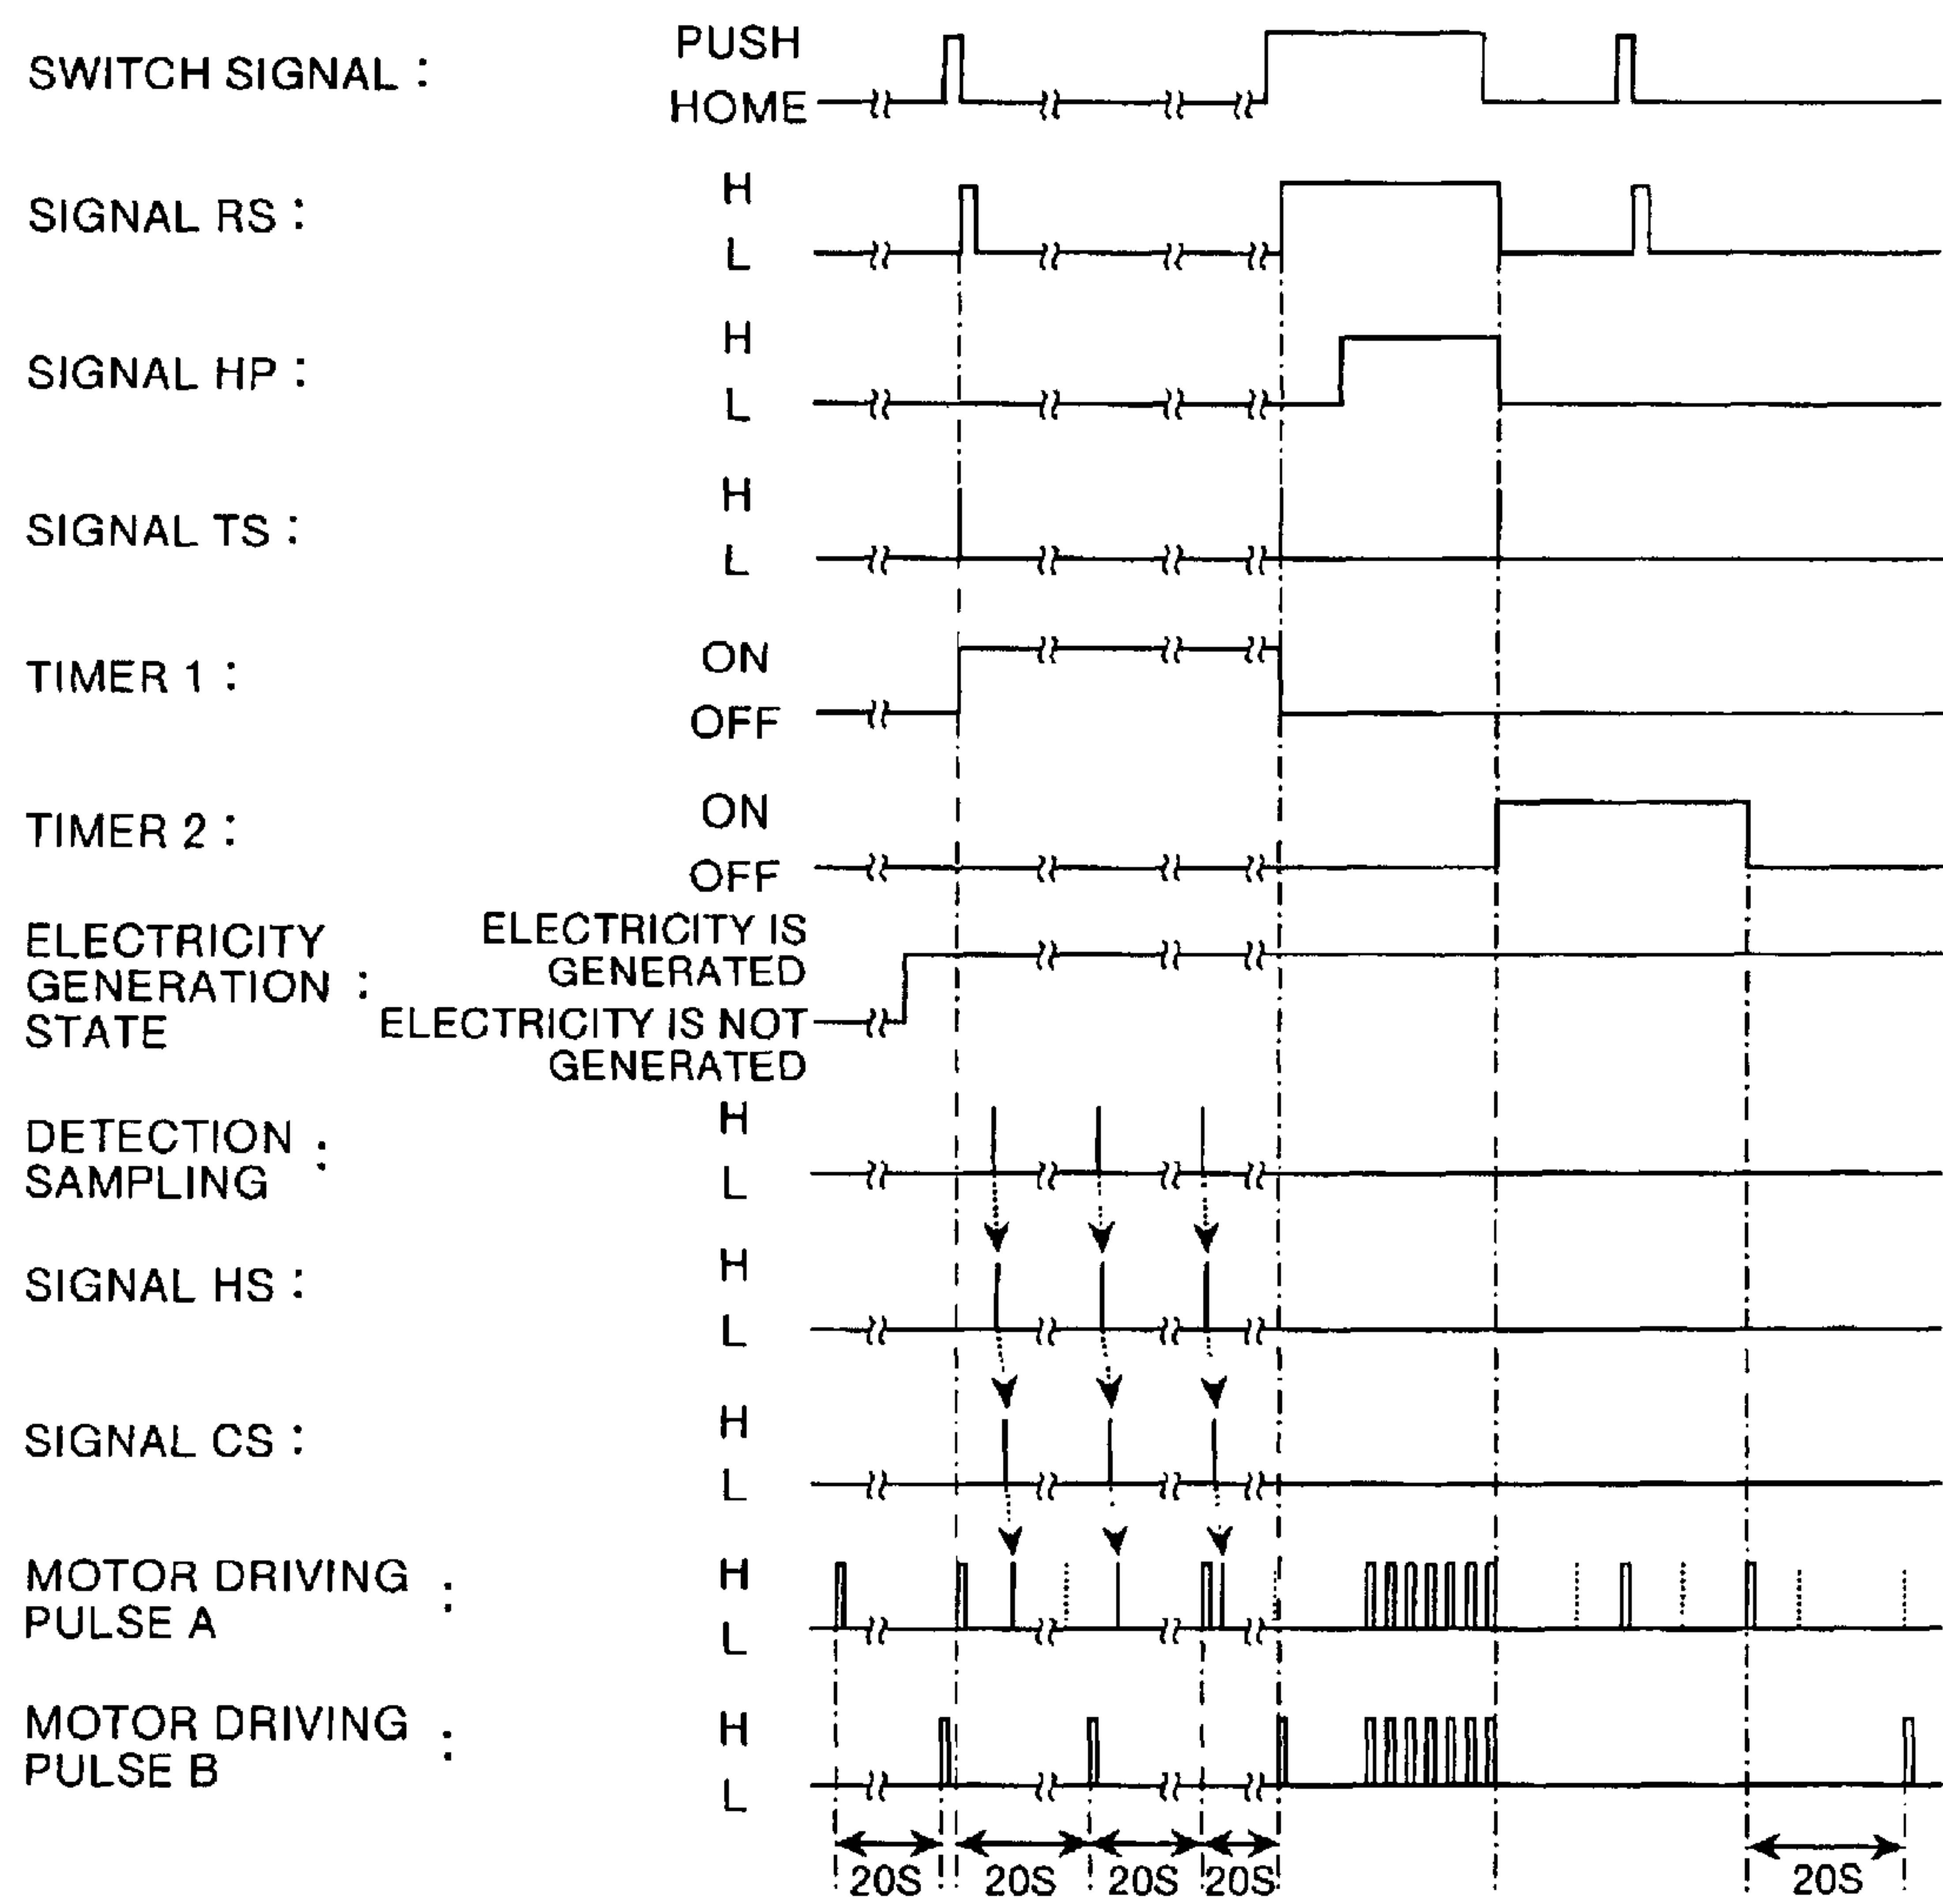 SWITCH SIGNAL :
PUSH
HOME
SIGNAL RS :
H
L
SIGNAL HP :
H
L
SIGNAL TS :
H
L
TIMER 1 :
ON
OFF
TIMER 2 :
ON
OFF
ELECTRICITY
GENERATION :
STATE
ELECTRICITY IS
GENERATED
ELECTRICITY IS NOT
GENERATED
DETECTION :
SAMPLING
H
L
SIGNAL HS :
H
L
SIGNAL CS :
H
L
MOTOR DRIVING :
PULSE A
H
L
MOTOR DRIVING :
PULSE B
H
L
20S 20S 20S 20S 20S